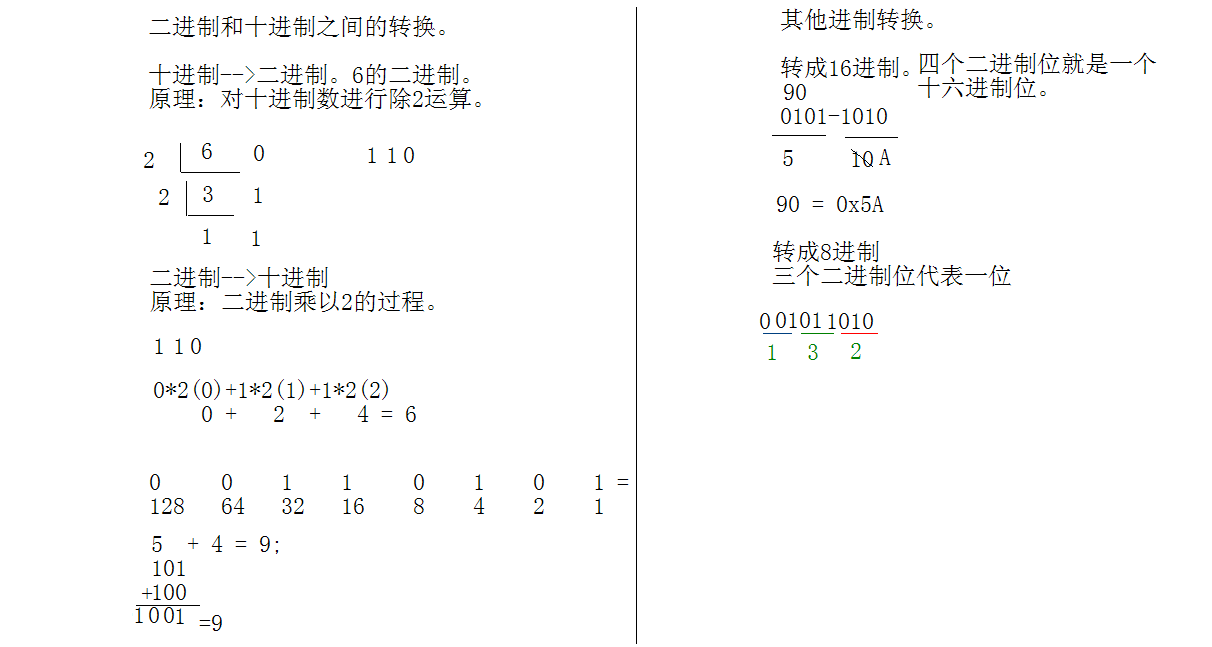 二进制和十进制之间的转换。
十进制-->二进制。6的二进制。
原理：对十进制数进行除2运算。
2 6 0 1 1 0
2 3 1
1 1
二进制-->十进制
原理：二进制乘以2的过程。
1 1 0
0*2(0)+1*2(1)+1*2(2)
0 + 2 + 4 = 6
0 0 1 1 0 1 0 1 =
128 64 32 16 8 4 2 1
5 + 4 = 9;
101
+100
1001 =9
其他进制转换。
转成16进制。四个二进制位就是一个
十六进制位。
90
0101-1010
5 10 A
90 = 0x5A
转成8进制
三个二进制位代表一位
0 0101 1010
1 3 2